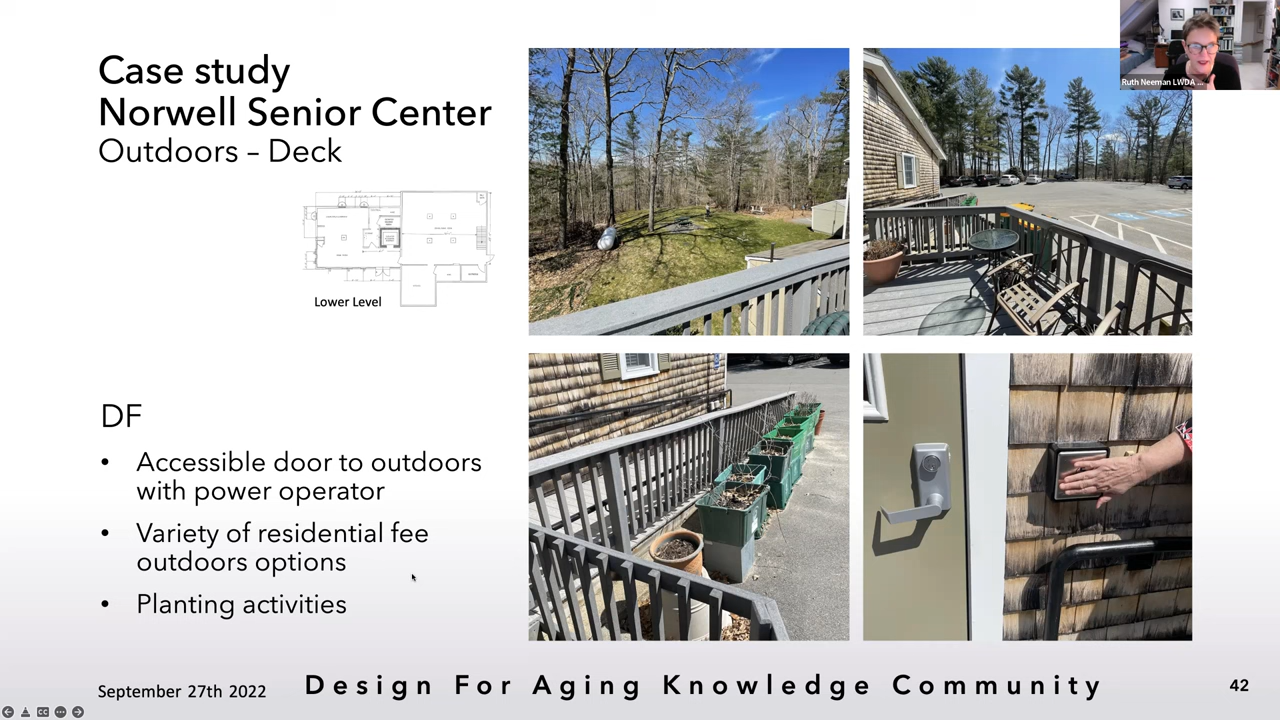 Case study
Norwell Senior Center
Outdoors – Deck
Ruth Neeman LWDA ...
Lower Level
DF
• Accessible door to outdoors
with power operator
• Variety of residential fee
outdoors options
• Planting activities
September 27th 2022
Design For Aging Knowledge Community
42